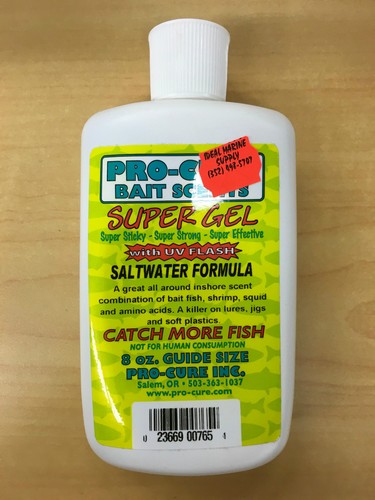 PRO-CURE
BAIT SCENTS
IDEAL MARINE
SUPPLY
SUPER GEL
Super Sticky - Super Strong - Super Effective
with UV FLASH
SALTWATER FORMULA
A great all around inshore scent
combination of bait fish, shrimp, squid
and amino acids. A killer on lures, jigs
and soft plastics.
CATCH MORE FISH
NOT FOR HUMAN CONSUMPTION
8 oz. GUIDE SIZE
PRO-CURE INC.
Salem, OR • 503-363-1037
www.pro-cure.com
0 23669 00765 4